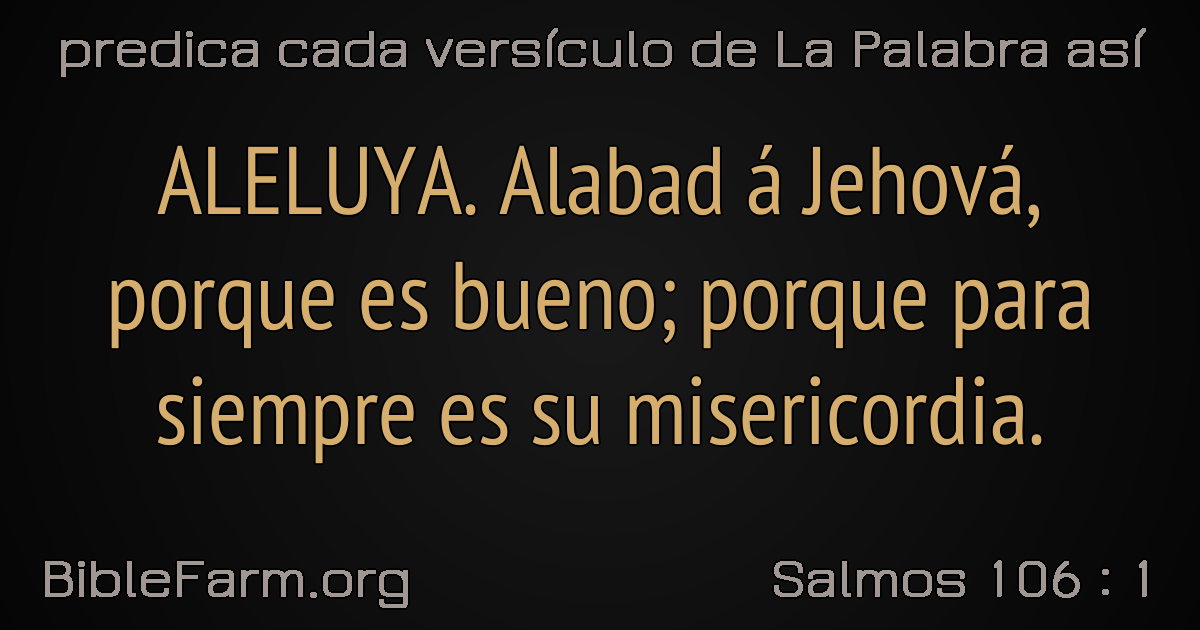 predica cada versículo de La Palabra así
ALELUYA. Alabad á Jehová,
porque es bueno; porque para
siempre es su misericordia.
BibleFarm.org
Salmos 106 : 1